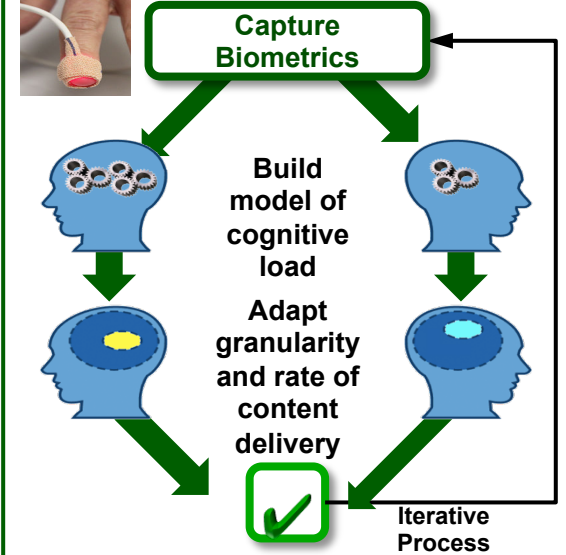 Capture
Biometrics
Build
model of
cognitive
load
Adapt
granularity
and rate of
content
delivery
Iterative
Process